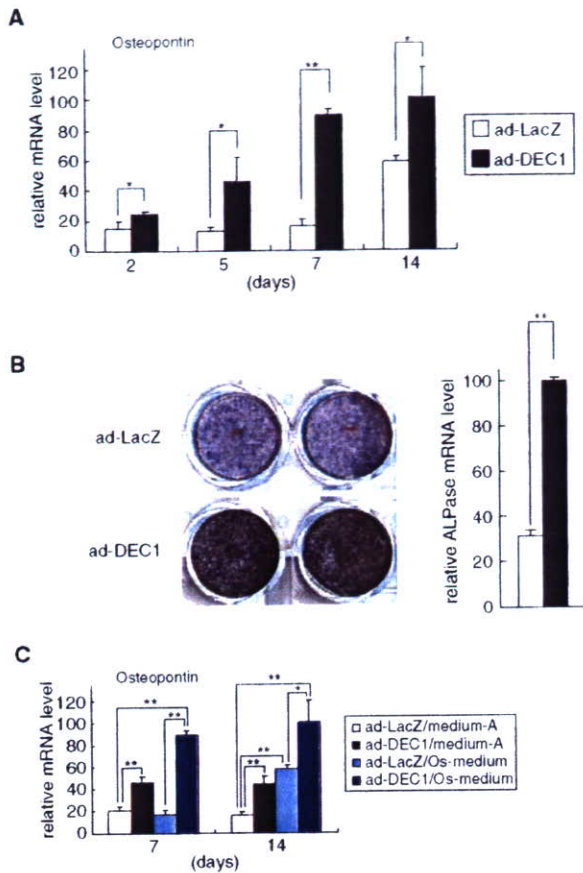 A
Osteopontin
relative mRNA level
120
100
80
60
40
20
0
*
*
**
*
2 5 7 14
(days)
ad-LacZ
ad-DEC1
B
ad-LacZ
ad-DEC1
relative ALPase mRNA level
100
80
60
40
20
0
**
C
Osteopontin
relative mRNA level
120
100
80
60
40
20
0
**
**
**
**
*
**
**
7 14
(days)
ad-LacZ/medium-A
ad-DEC1/medium-A
ad-LacZ/Os-medium
ad-DEC1/Os-medium